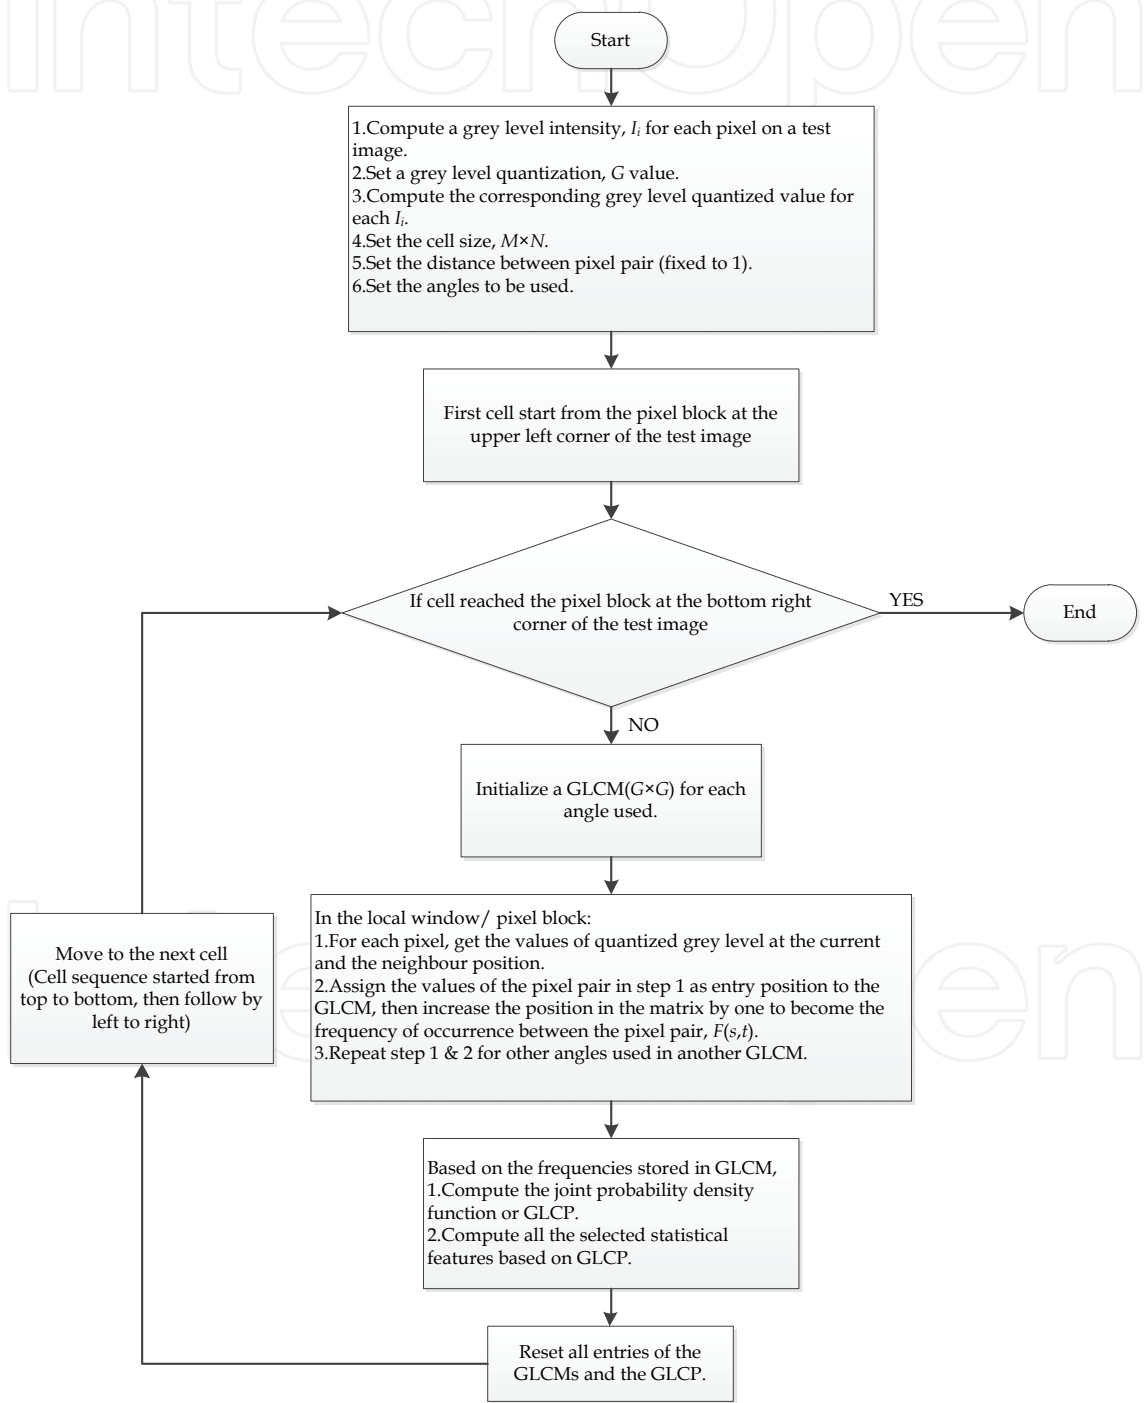 IntechOpen
Start
1.Compute a grey level intensity, Ii for each pixel on a test
image.
2.Set a grey level quantization, G value.
3.Compute the corresponding grey level quantized value for
each Ii.
4.Set the cell size, M×N.
5.Set the distance between pixel pair (fixed to 1).
6.Set the angles to be used.
First cell start from the pixel block at the
upper left corner of the test image
If cell reached the pixel block at the bottom right
corner of the test image
YES
End
NO
Initialize a GLCM(G×G) for each
angle used.
In the local window/ pixel block:
1.For each pixel, get the values of quantized grey level at the current
and the neighbour position.
2.Assign the values of the pixel pair in step 1 as entry position to the
GLCM, then increase the position in the matrix by one to become the
frequency of occurrence between the pixel pair, F(s,t).
3.Repeat step 1 & 2 for other angles used in another GLCM.
Move to the next cell
(Cell sequence started from
top to bottom, then follow by
left to right)
Based on the frequencies stored in GLCM,
1.Compute the joint probability density
function or GLCP.
2.Compute all the selected statistical
features based on GLCP.
Reset all entries of the
GLCMs and the GLCP.